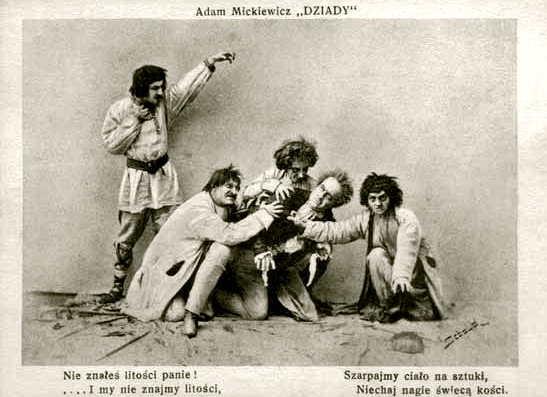 Adam Mickiewicz „DZIADY“
Nie znałeś litości panie !
. . . . I my nie znajmy litości,
Szarpajmy ciało na sztuki,
Niechaj nagie świecą kości.